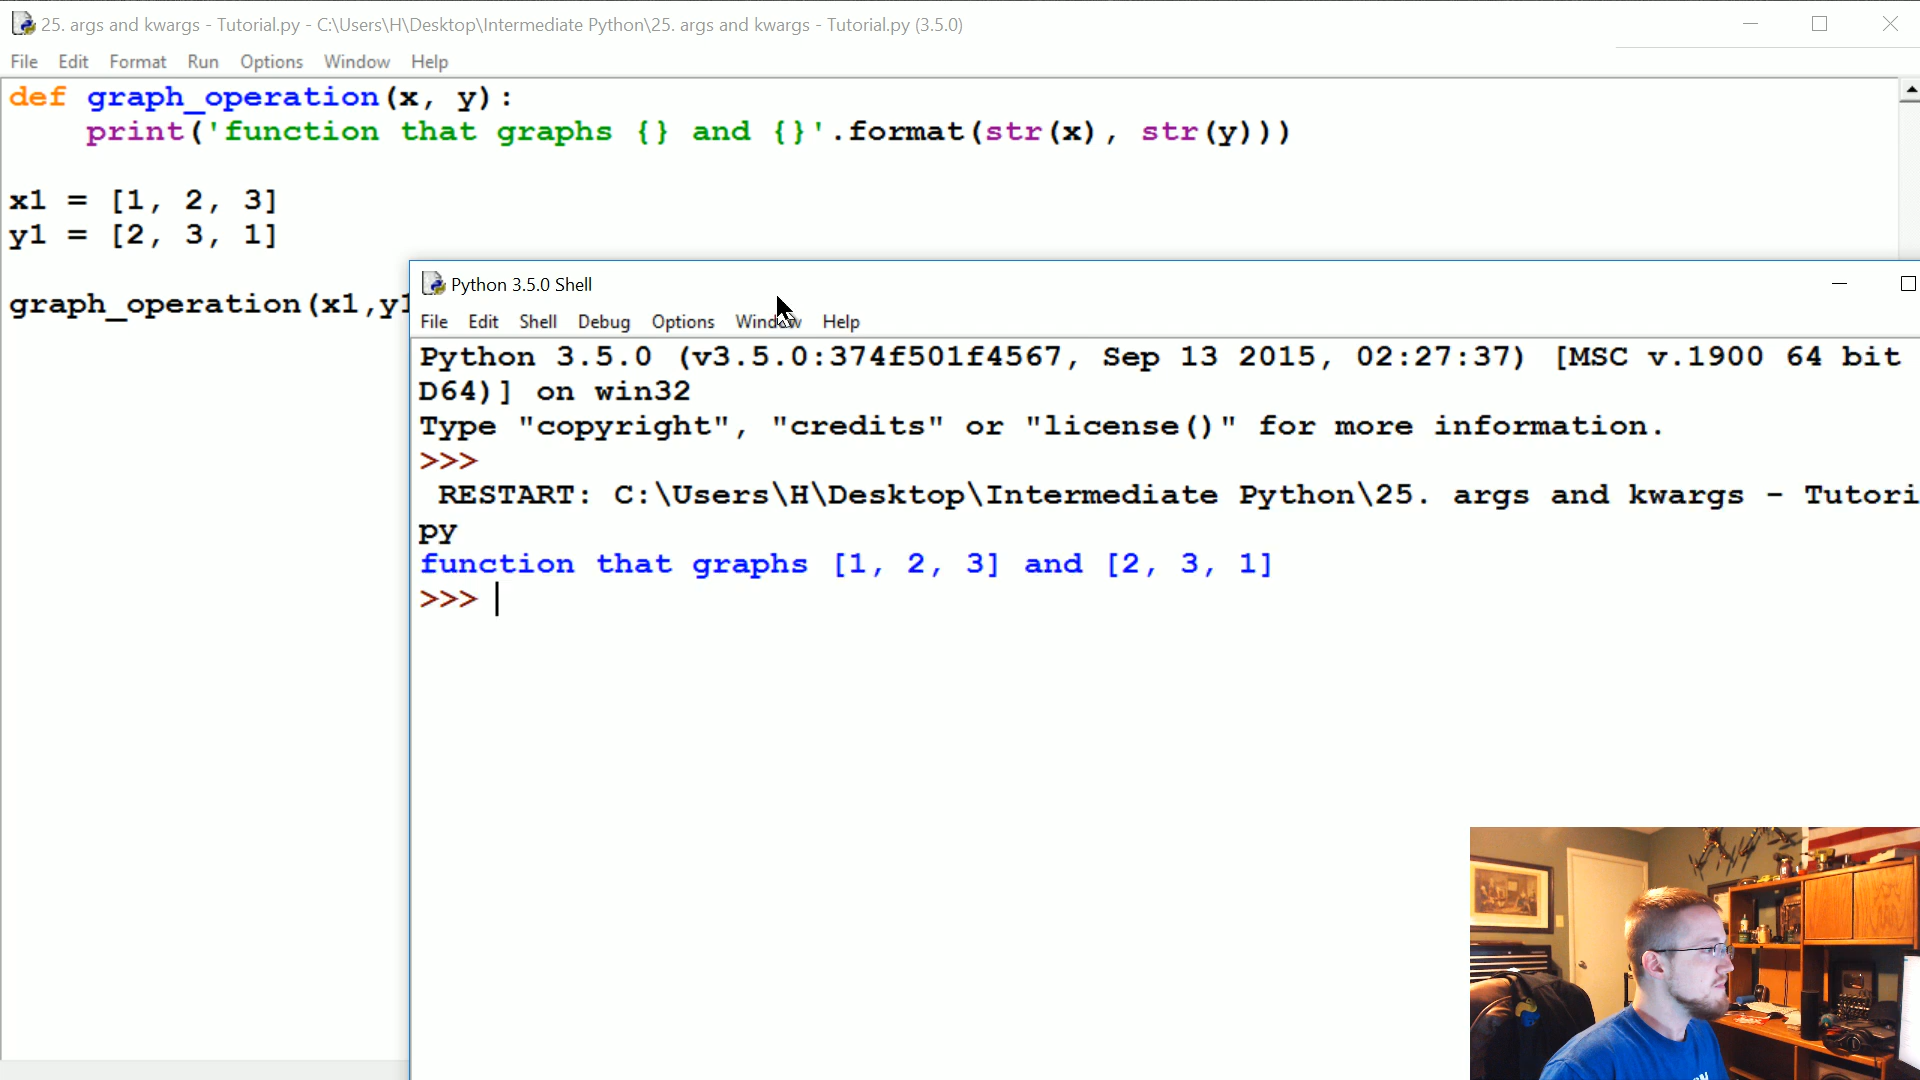 25. args and kwargs - Tutorial.py - C:\Users\H\Desktop\Intermediate Python\25. args and kwargs - Tutorial.py (3.5.0)
File Edit Format Run Options Window Help
def graph_operation(x, y):
    print('function that graphs {} and {}'.format(str(x), str(y)))
x1 = [1, 2, 3]
y1 = [2, 3, 1]
graph_operation(x1,y1
Python 3.5.0 Shell
File Edit Shell Debug Options Window Help
Python 3.5.0 (v3.5.0:374f501f4567, Sep 13 2015, 02:27:37) [MSC v.1900 64 bit
D64)] on win32
Type "copyright", "credits" or "license()" for more information.
>>>
 RESTART: C:\Users\H\Desktop\Intermediate Python\25. args and kwargs - Tutori
py
function that graphs [1, 2, 3] and [2, 3, 1]
>>>